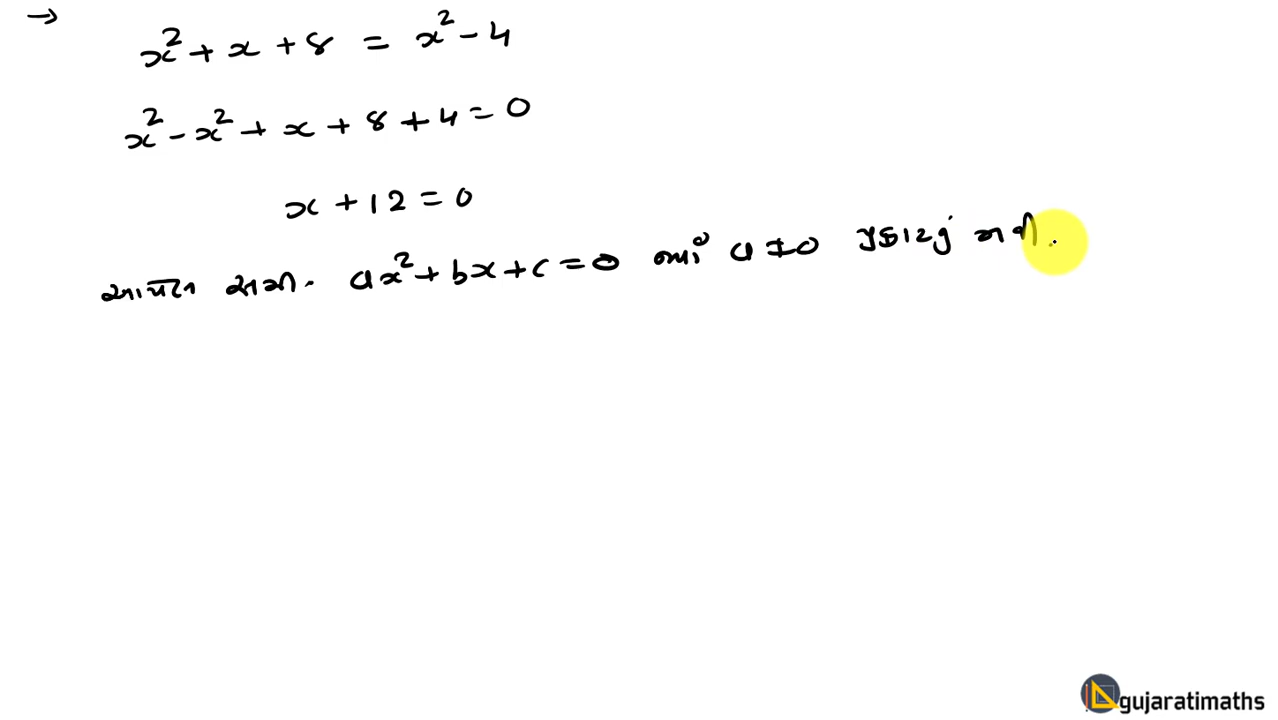 → x² + x + 8 = x² - 4
x² - x² + x + 8 + 4 = 0
x + 12 = 0
આપેલ સમી. ax² + bx + c = 0 જ્યાં a ≠ 0 પ્રકારનું નથી.
gujaratimaths